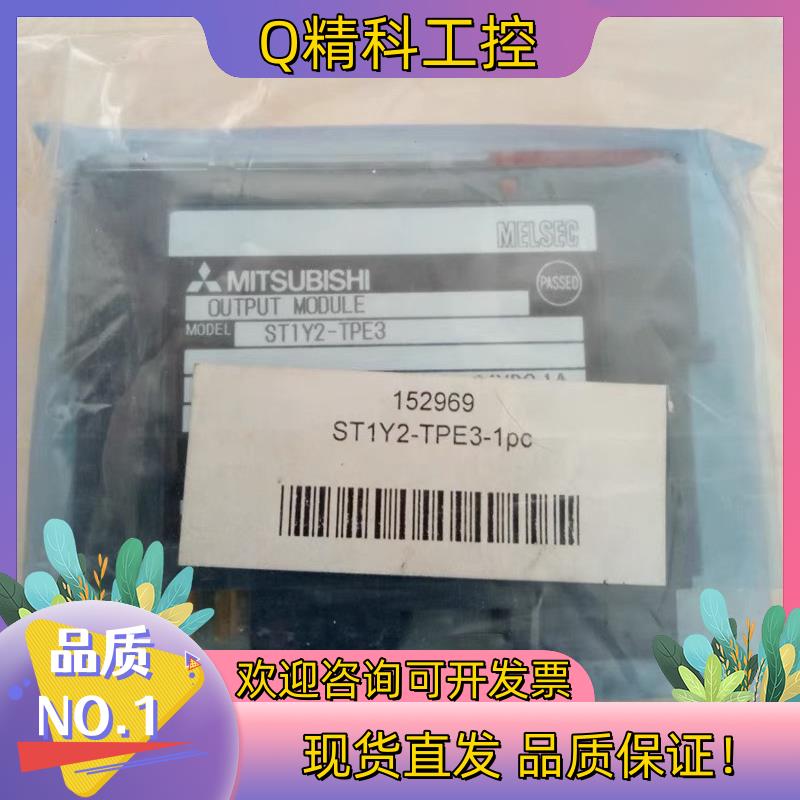 Q精科工控
MELSEC
MITSUBISHI
PASSED
OUTPUT MODULE
MODEL ST1Y2-TPE3
152969
ST1Y2-TPE3-1pc
品质
NO.1
欢迎咨询可开发票
现货直发 品质保证！